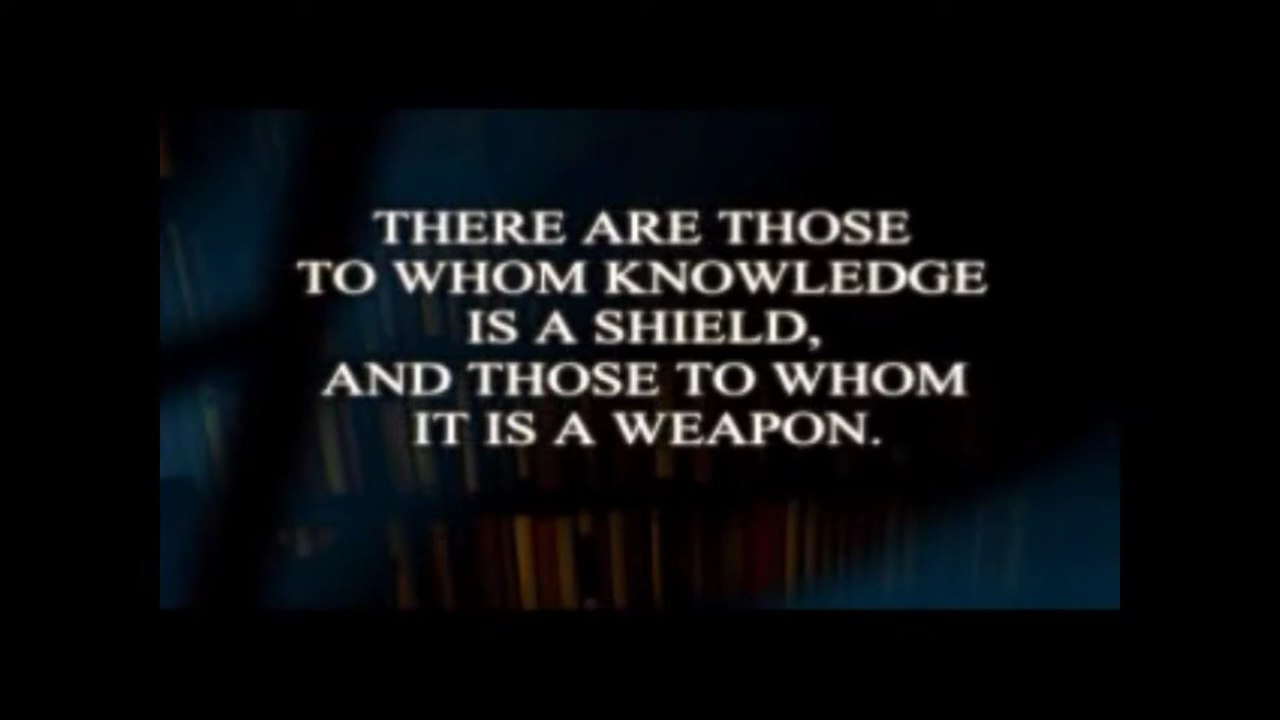 THERE ARE THOSE
TO WHOM KNOWLEDGE
IS A SHIELD,
AND THOSE TO WHOM
IT IS A WEAPON.